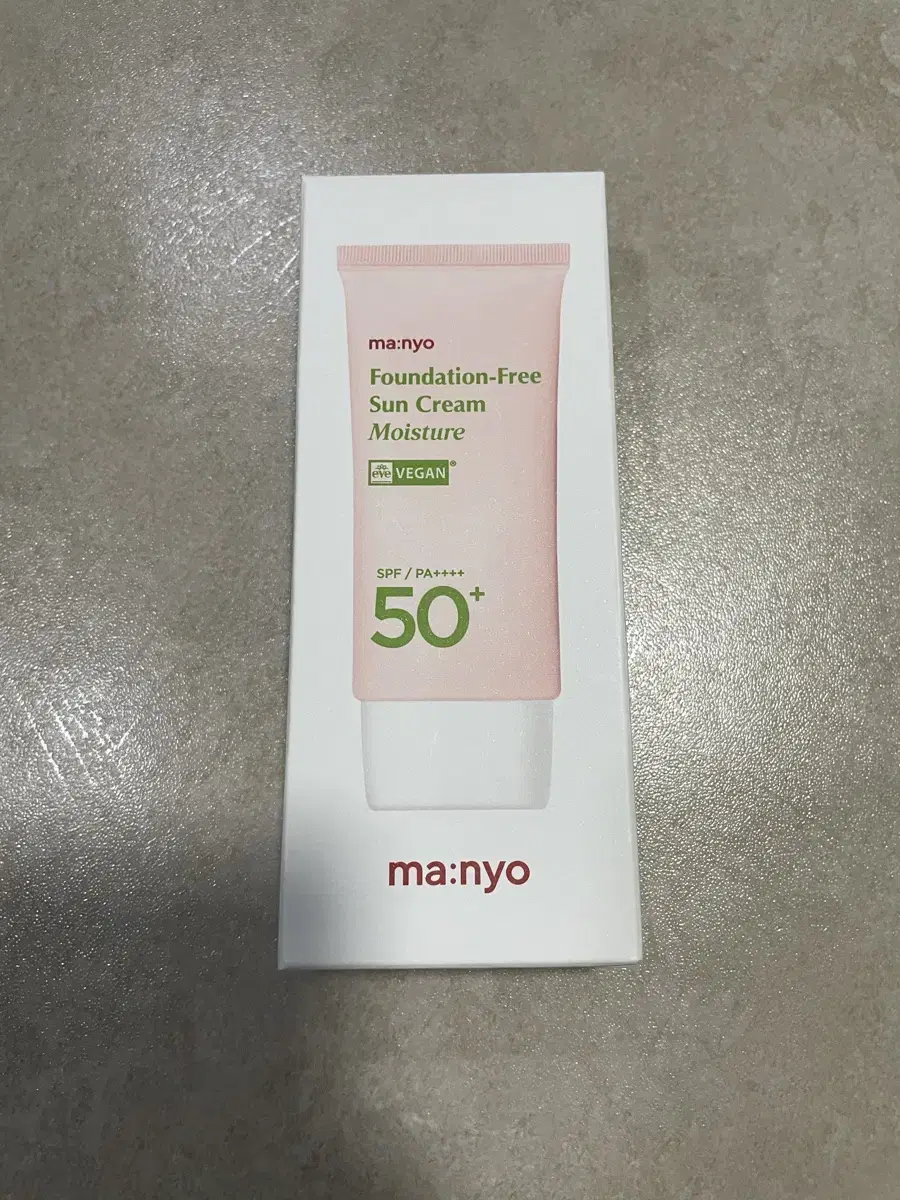 ma:nyo
Foundation-Free
Sun Cream
Moisture
eve VEGAN®
SPF / PA++++
50+
ma:nyo